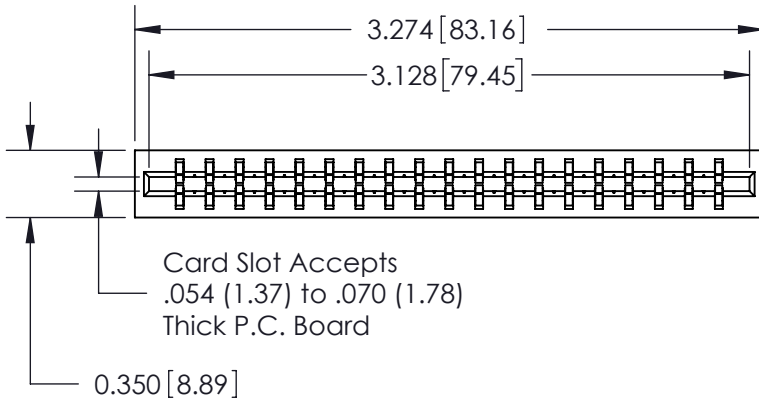 3.274 [83.16]
3.128 [79.45]
Card Slot Accepts
.054 (1.37) to .070 (1.78)
Thick P.C. Board
0.350 [8.89]